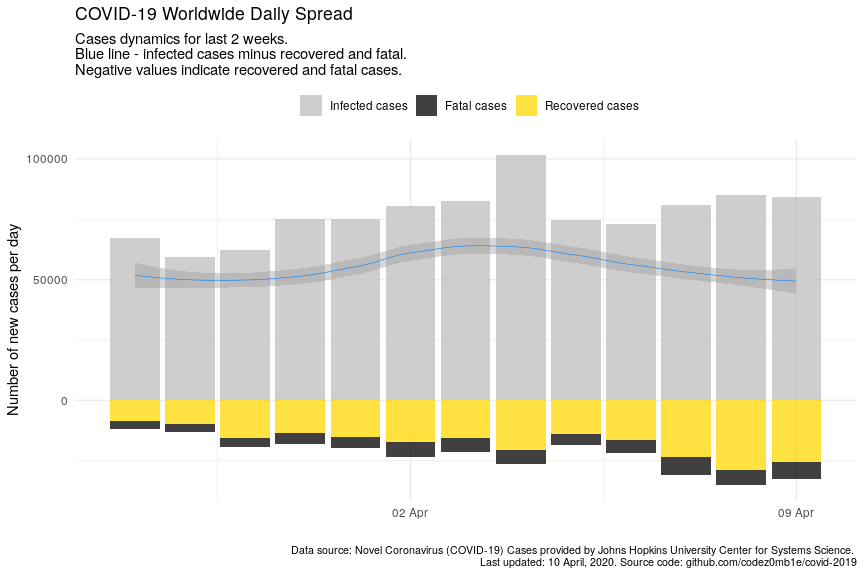 COVID-19 Worldwide Daily Spread
Cases dynamics for last 2 weeks.
Blue line - infected cases minus recovered and fatal.
Negative values indicate recovered and fatal cases.
Infected cases Fatal cases Recovered cases
Number of new cases per day
100000
50000
0
02 Apr 09 Apr
Data source: Novel Coronavirus (COVID-19) Cases provided by Johns Hopkins University Center for Systems Science.
Last updated: 10 April, 2020. Source code: github.com/codez0mb1e/covid-2019